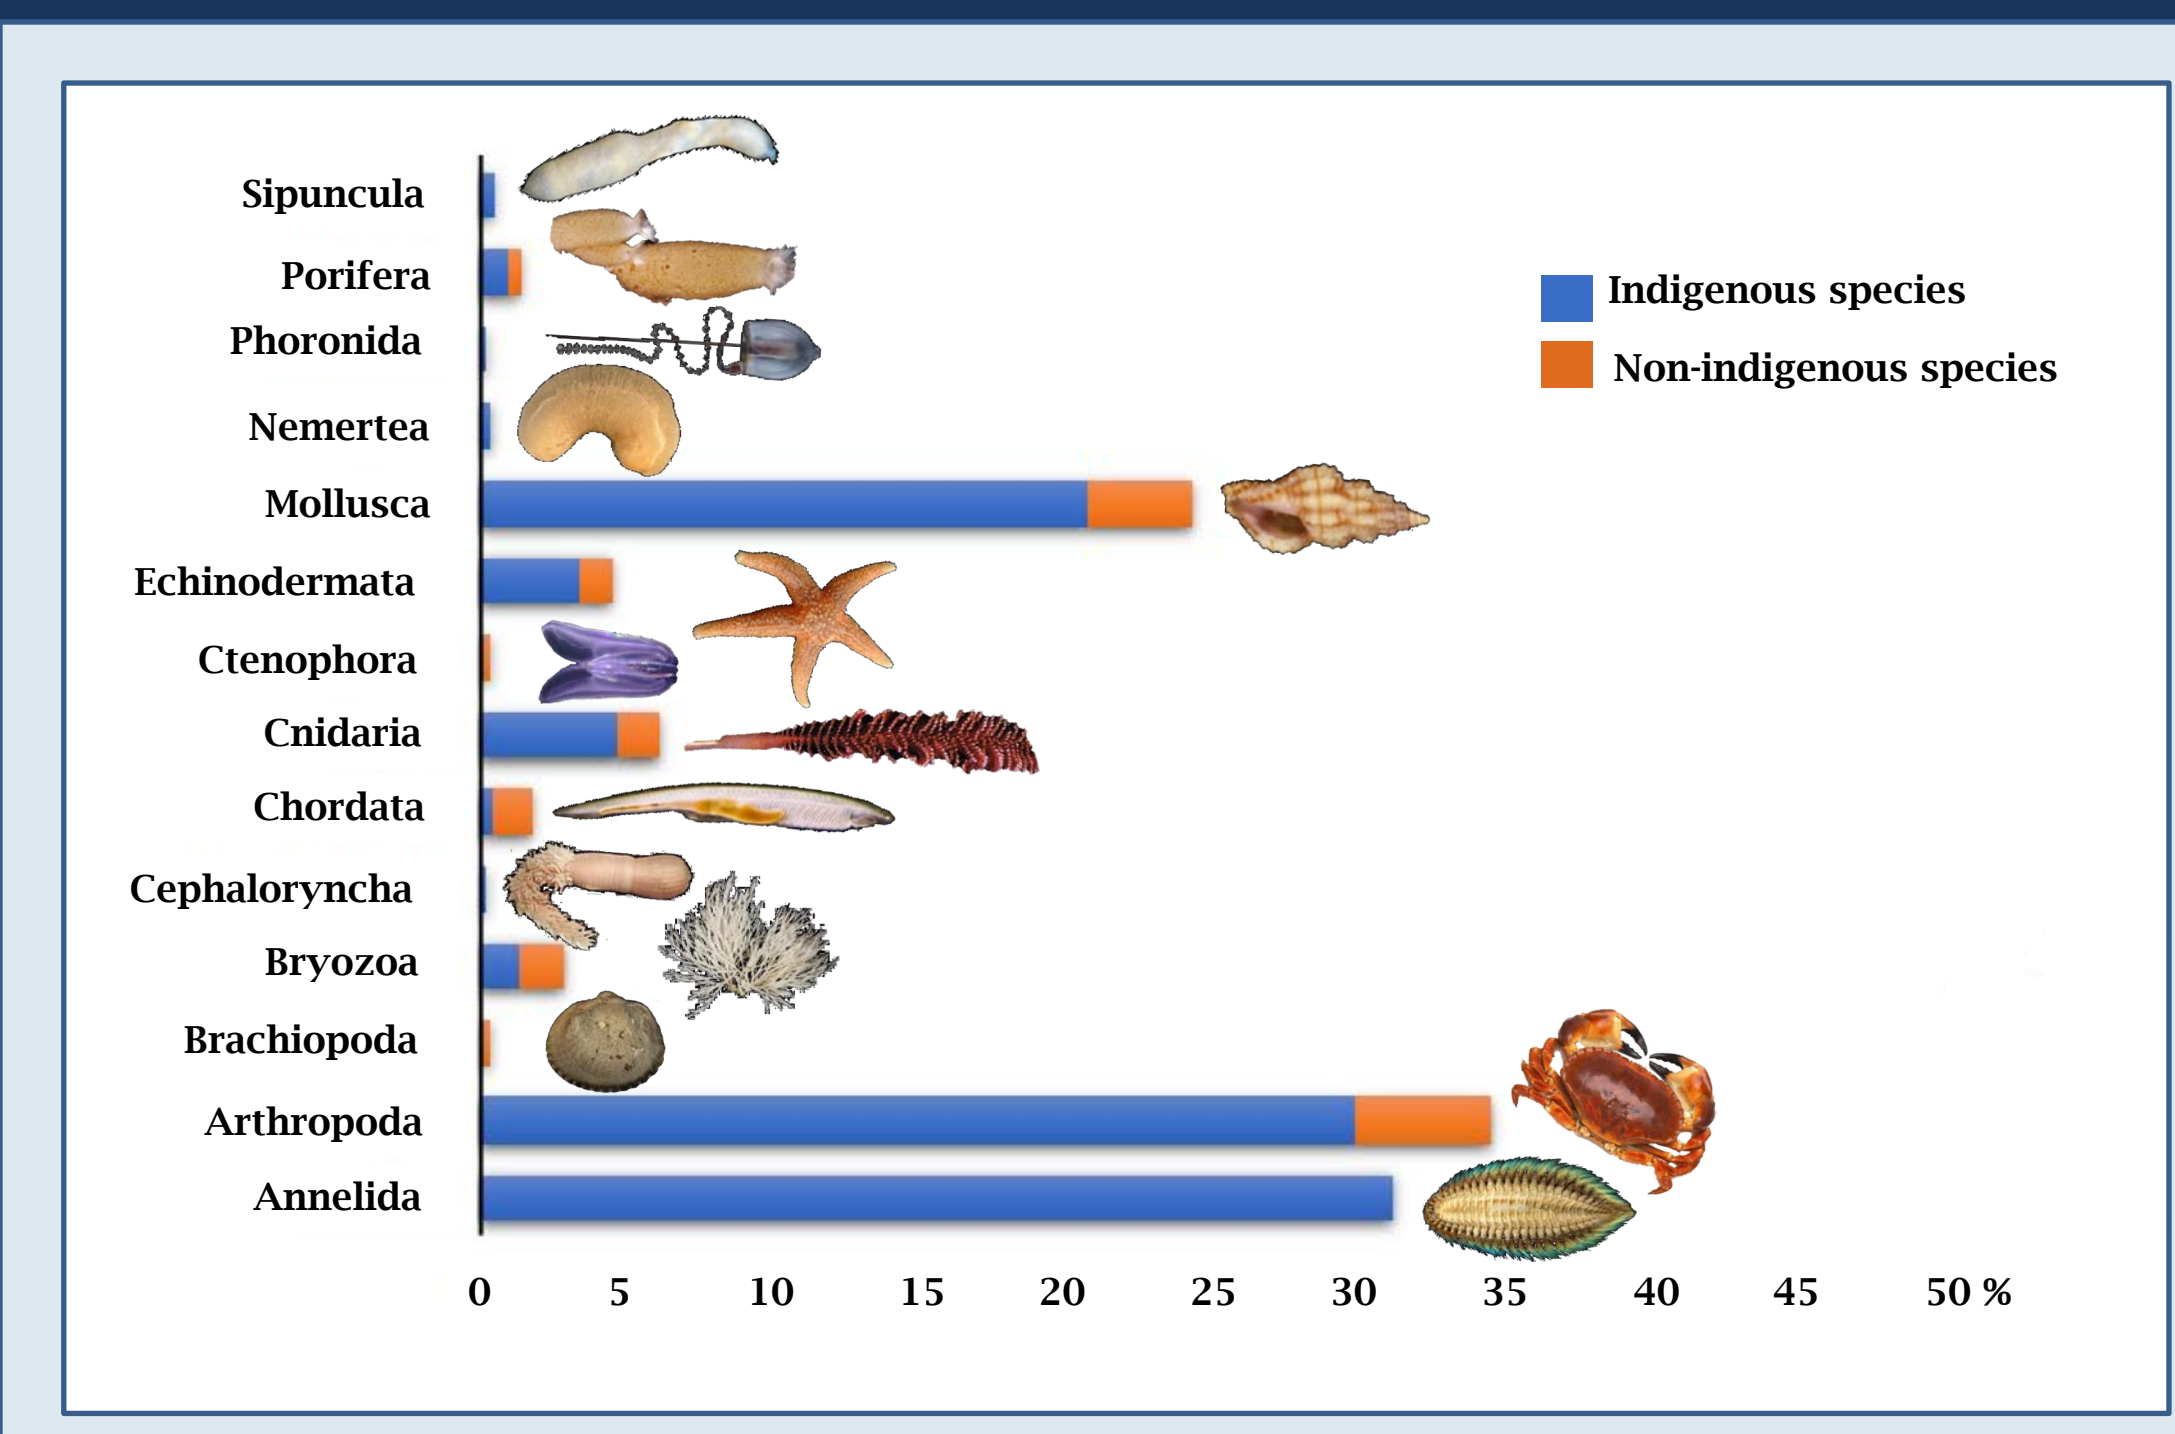 Sipuncula
Porifera
Phoronida
Nemertea
Mollusca
Echinodermata
Ctenophora
Cnidaria
Chordata
Cephaloryncha
Bryozoa
Brachiopoda
Arthropoda
Annelida
0 5 10 15 20 25 30 35 40 45 50 %
Indigenous species
Non-indigenous species